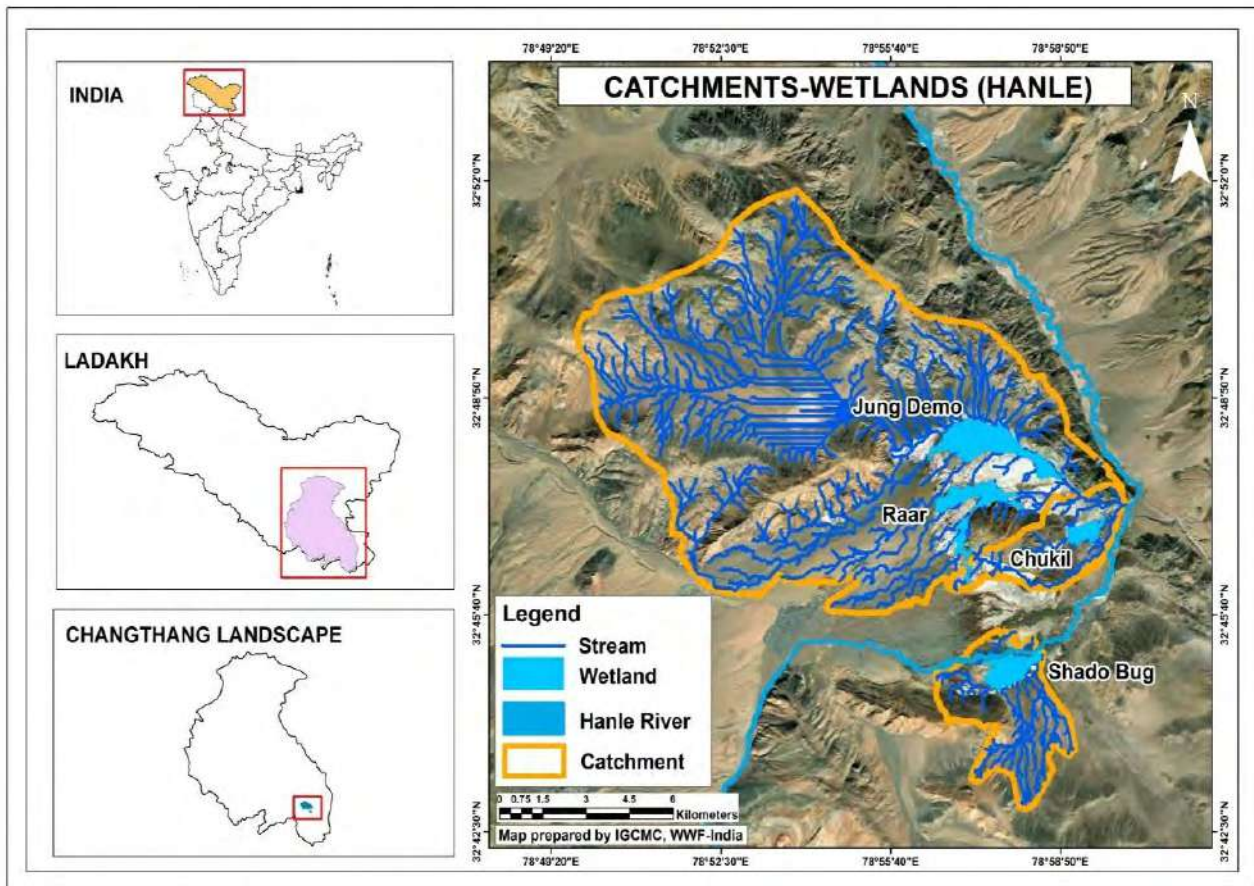 INDIA
LADAKH
CHANGTHANG LANDSCAPE
78°49'20"E 78°52'30"E 78°55'40"E 78°58'50"E
CATCHMENTS-WETLANDS (HANLE)
N
32°52'0"N 32°52'0"N
32°48'50"N 32°48'50"N
Jung Demo
Raar
Chukil
32°45'40"N 32°45'40"N
Shado Bug
Legend
Stream
Wetland
Hanle River
Catchment
0 0.75 1.5 3 4.5 6
Kilometers
Map prepared by IGCMC, WWF-India
32°42'30"N 32°42'30"N
78°49'20"E 78°52'30"E 78°55'40"E 78°58'50"E